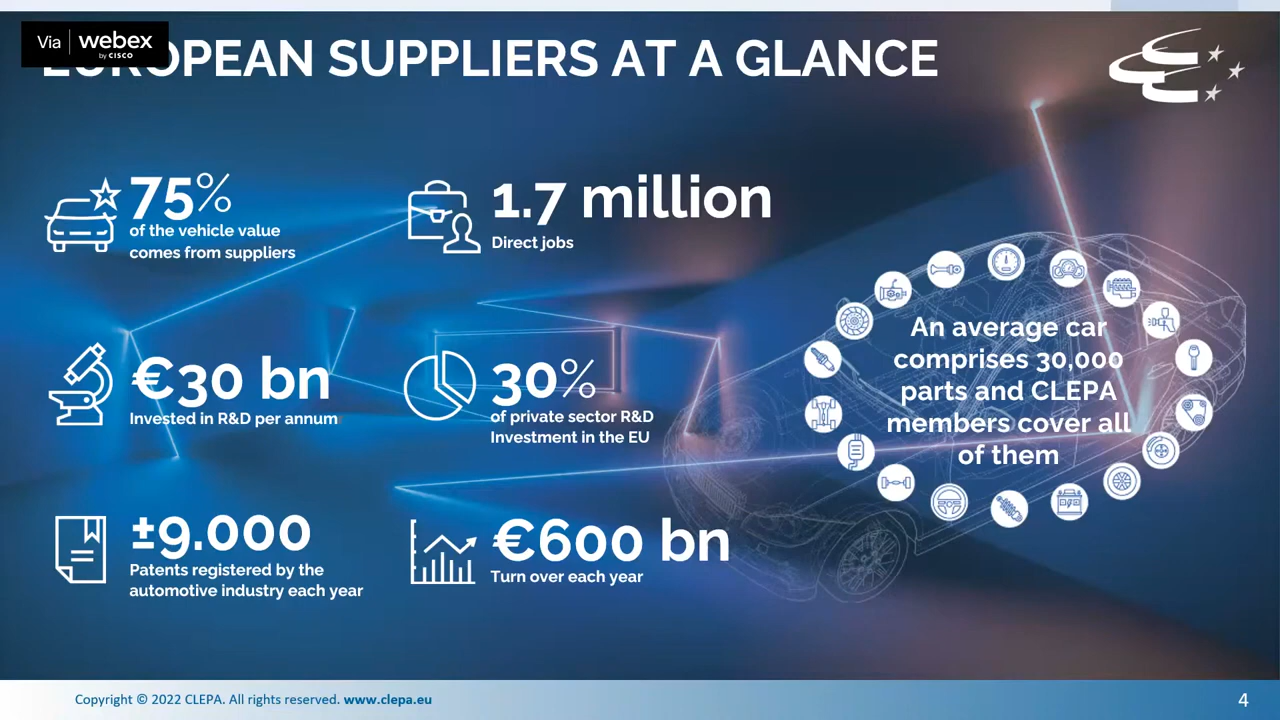 Via webex
by CISCO
EUROPEAN SUPPLIERS AT A GLANCE
75%
of the vehicle value
comes from suppliers
1.7 million
Direct jobs
€30 bn
Invested in R&D per annum
30%
of private sector R&D
Investment in the EU
±9.000
Patents registered by the
automotive industry each year
€600 bn
Turn over each year
An average car
comprises 30,000
parts and CLEPA
members cover all
of them
Copyright © 2022 CLEPA. All rights reserved. www.clepa.eu
4